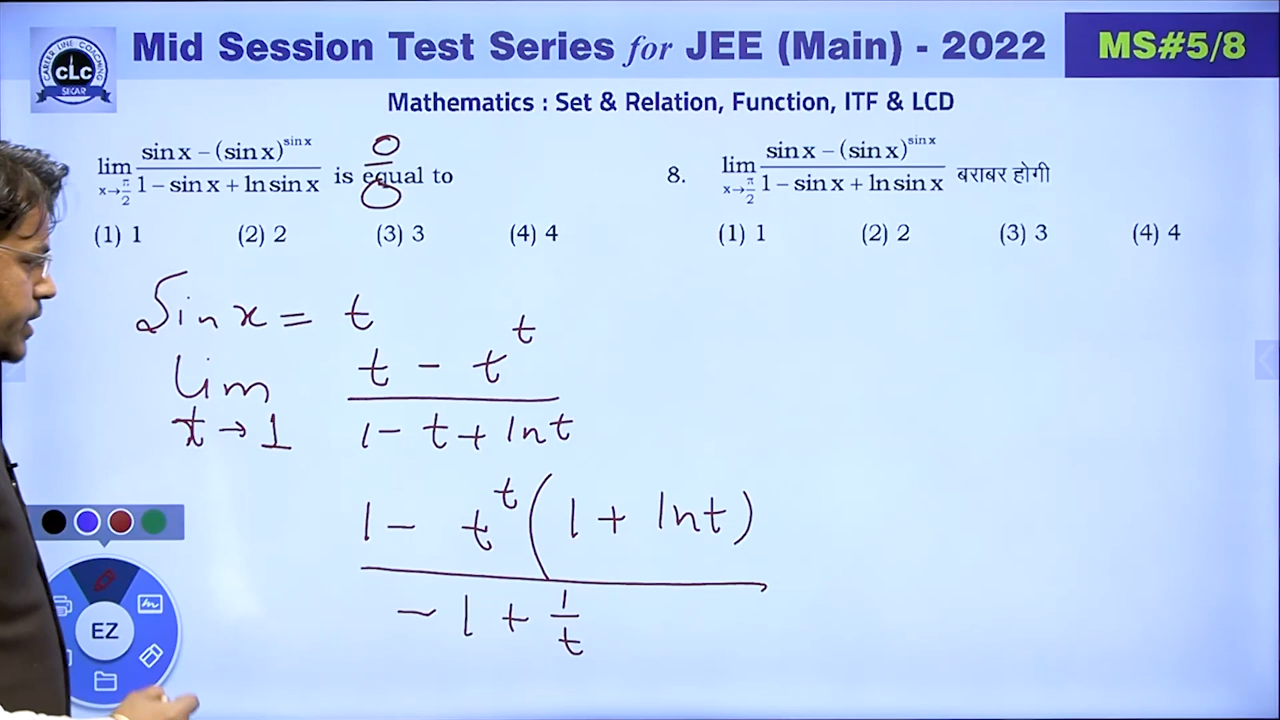 CAREER LINE COACHING
CLC
SIKAR
Mid Session Test Series for JEE (Main) - 2022
MS#5/8
Mathematics : Set & Relation, Function, ITF & LCD
lim x→π/2 (sin x – (sin x)^sin x)/(1 – sin x + ln sin x) is equal to
0/0
(1) 1 (2) 2 (3) 3 (4) 4
8. lim x→π/2 (sin x – (sin x)^sin x)/(1 – sin x + ln sin x) बराबर होगी
(1) 1 (2) 2 (3) 3 (4) 4
Sin x = t
lim t→1 (t – t^t)/(1 – t + ln t)
(1 – t^t (1 + ln t))/(– 1 + 1/t)
EZ